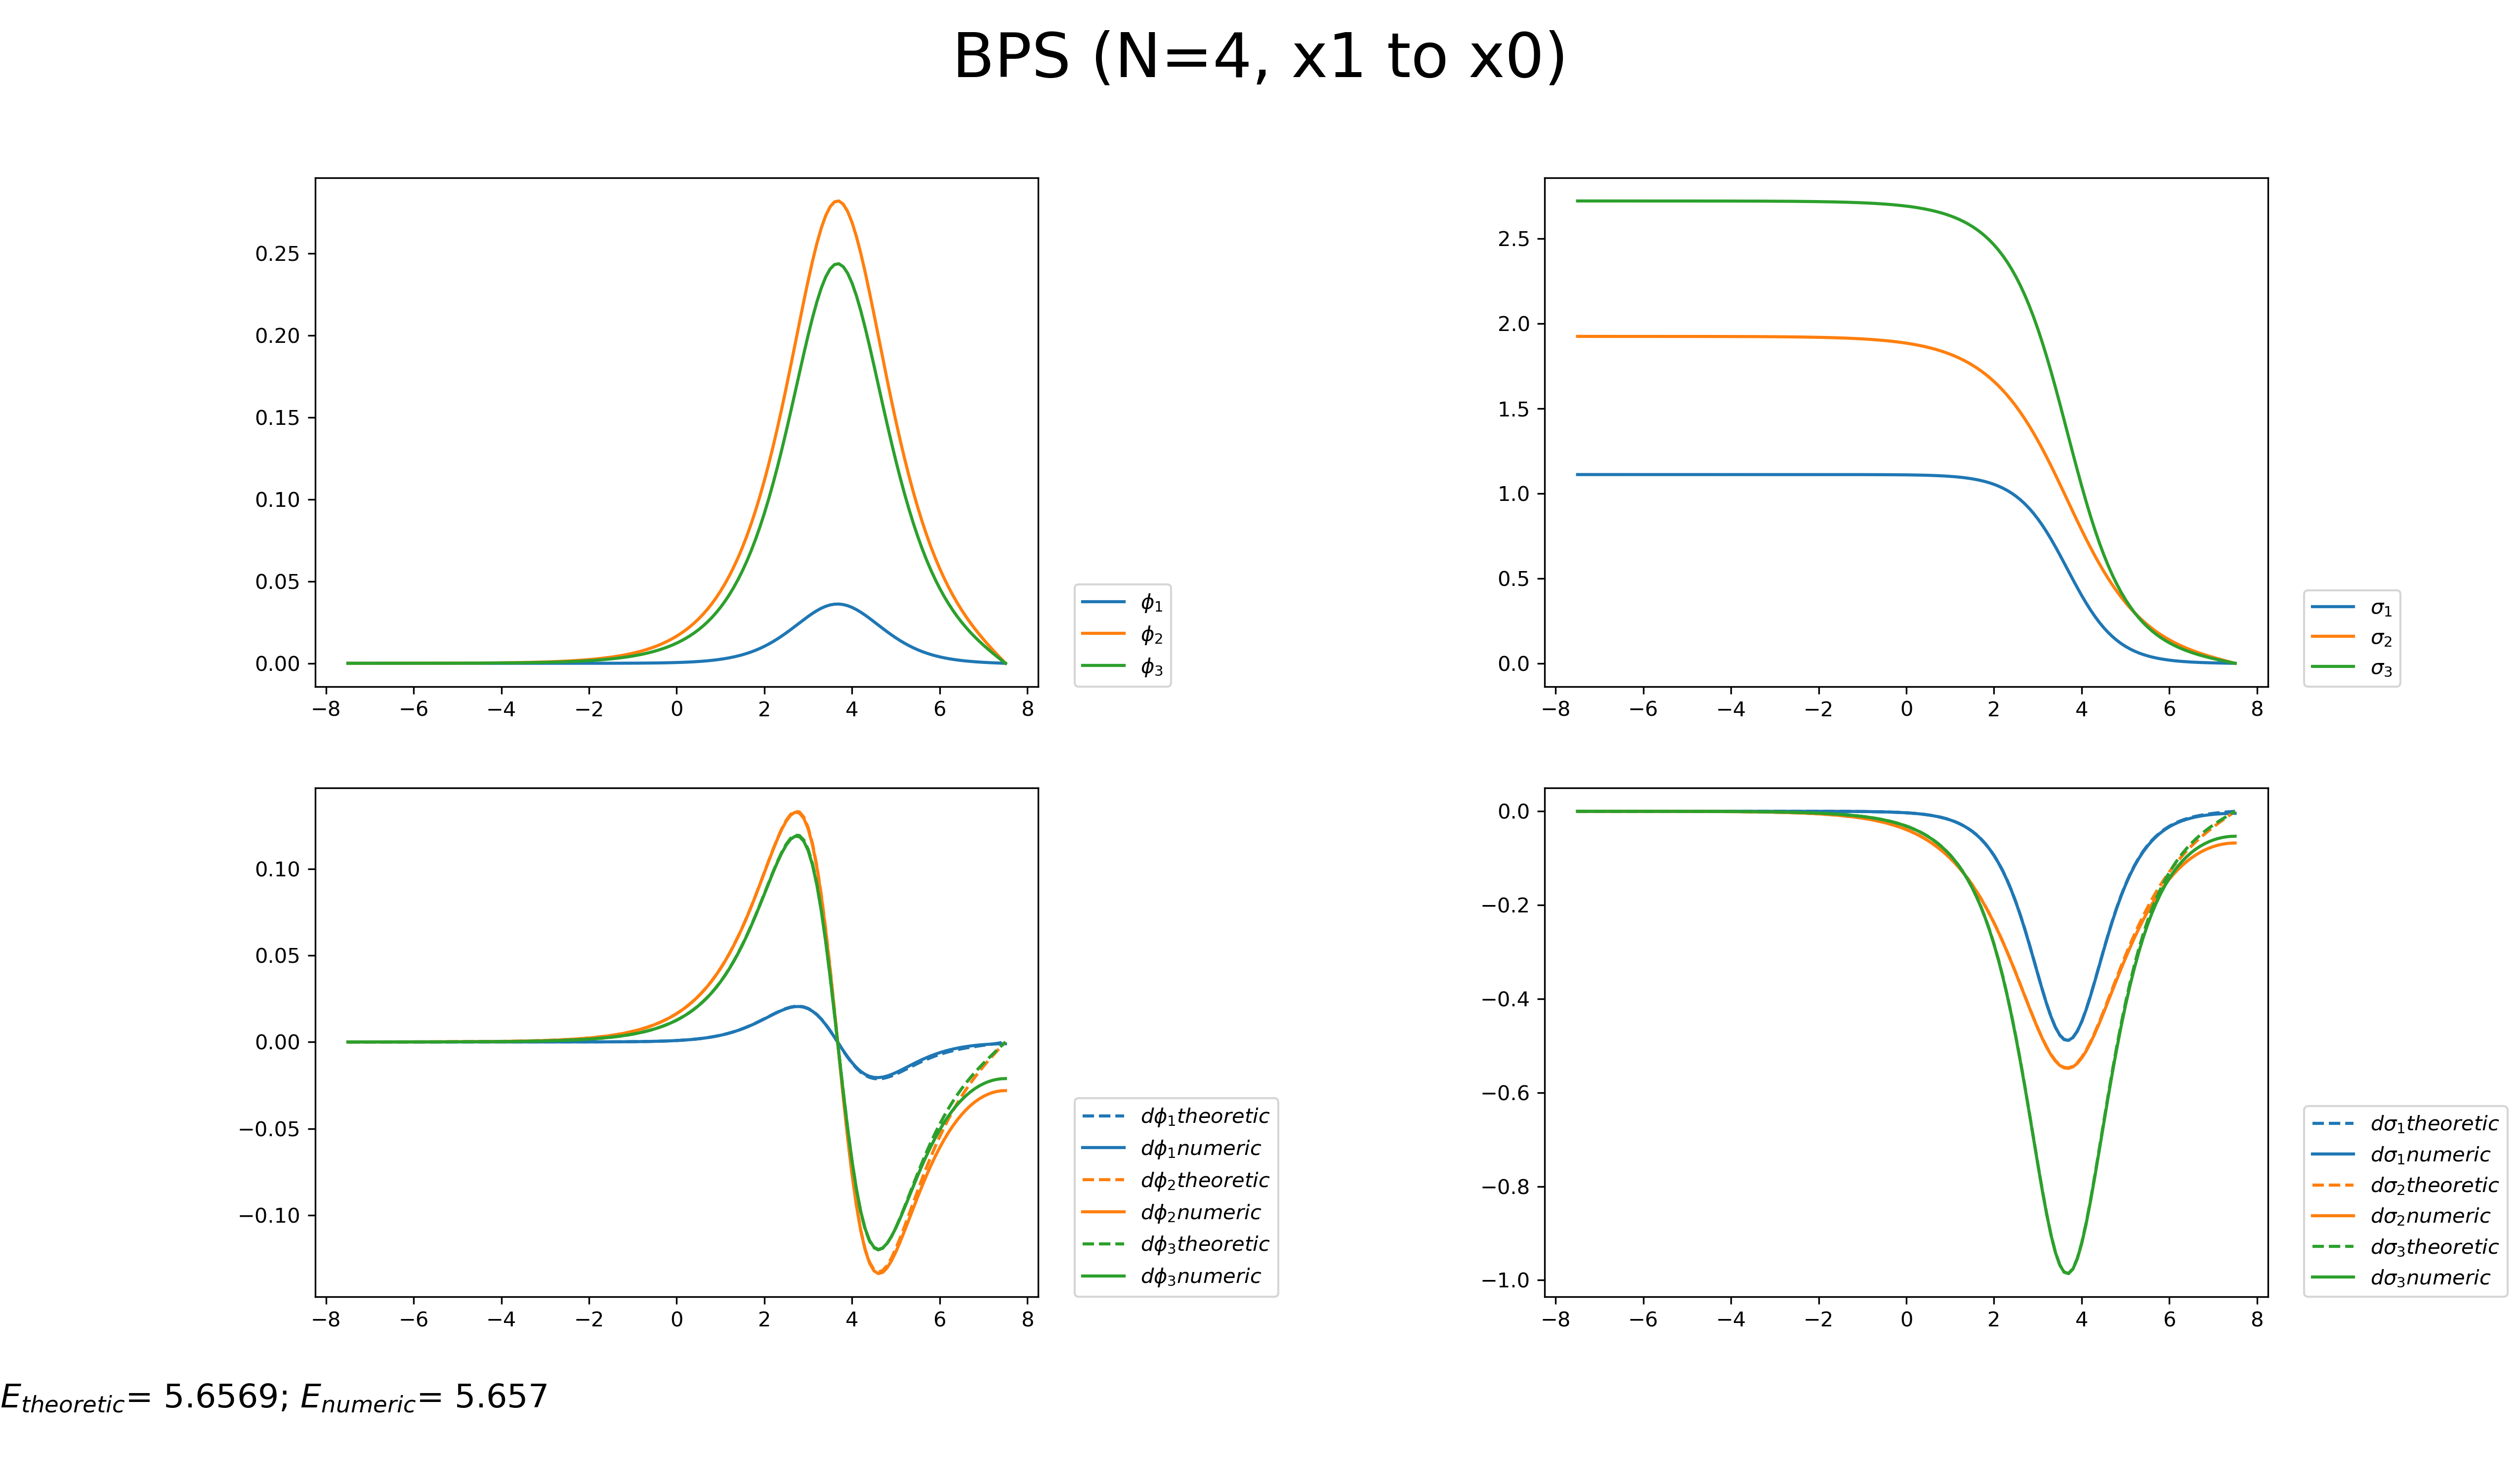 BPS (N=4, x1 to x0)
0.25
0.20
0.15
0.10
0.05
0.00
−8 −6 −4 −2 0 2 4 6 8
ϕ₁
ϕ₂
ϕ₃
2.5
2.0
1.5
1.0
0.5
0.0
−8 −6 −4 −2 0 2 4 6 8
σ₁
σ₂
σ₃
0.10
0.05
0.00
−0.05
−0.10
−8 −6 −4 −2 0 2 4 6 8
dϕ₁theoretic
dϕ₁numeric
dϕ₂theoretic
dϕ₂numeric
dϕ₃theoretic
dϕ₃numeric
0.0
−0.2
−0.4
−0.6
−0.8
−1.0
−8 −6 −4 −2 0 2 4 6 8
dσ₁theoretic
dσ₁numeric
dσ₂theoretic
dσ₂numeric
dσ₃theoretic
dσ₃numeric
E_theoretic= 5.6569; E_numeric= 5.657